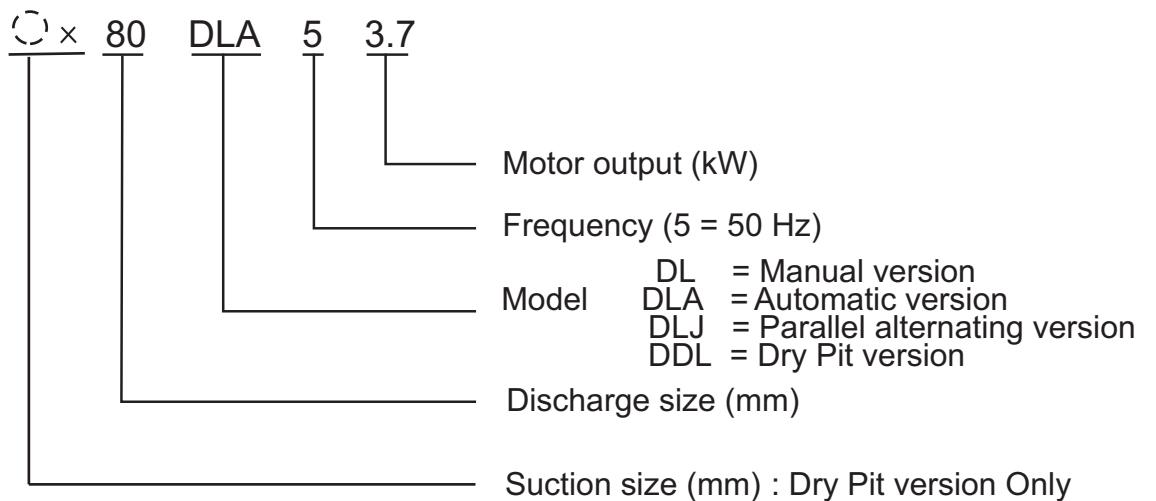 × 80 DLA 5 3.7
Motor output (kW)
Frequency (5 = 50 Hz)
DL = Manual version
Model DLA = Automatic version
DLJ = Parallel alternating version
DDL = Dry Pit version
Discharge size (mm)
Suction size (mm) : Dry Pit version Only